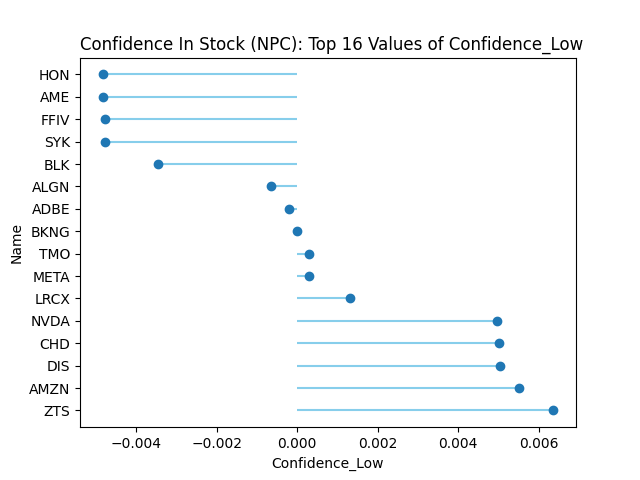 Confidence In Stock (NPC): Top 16 Values of Confidence_Low
HON
AME
FFIV
SYK
BLK
ALGN
ADBE
BKNG
TMO
META
LRCX
NVDA
CHD
DIS
AMZN
ZTS
Name
−0.004 −0.002 0.000 0.002 0.004 0.006
Confidence_Low